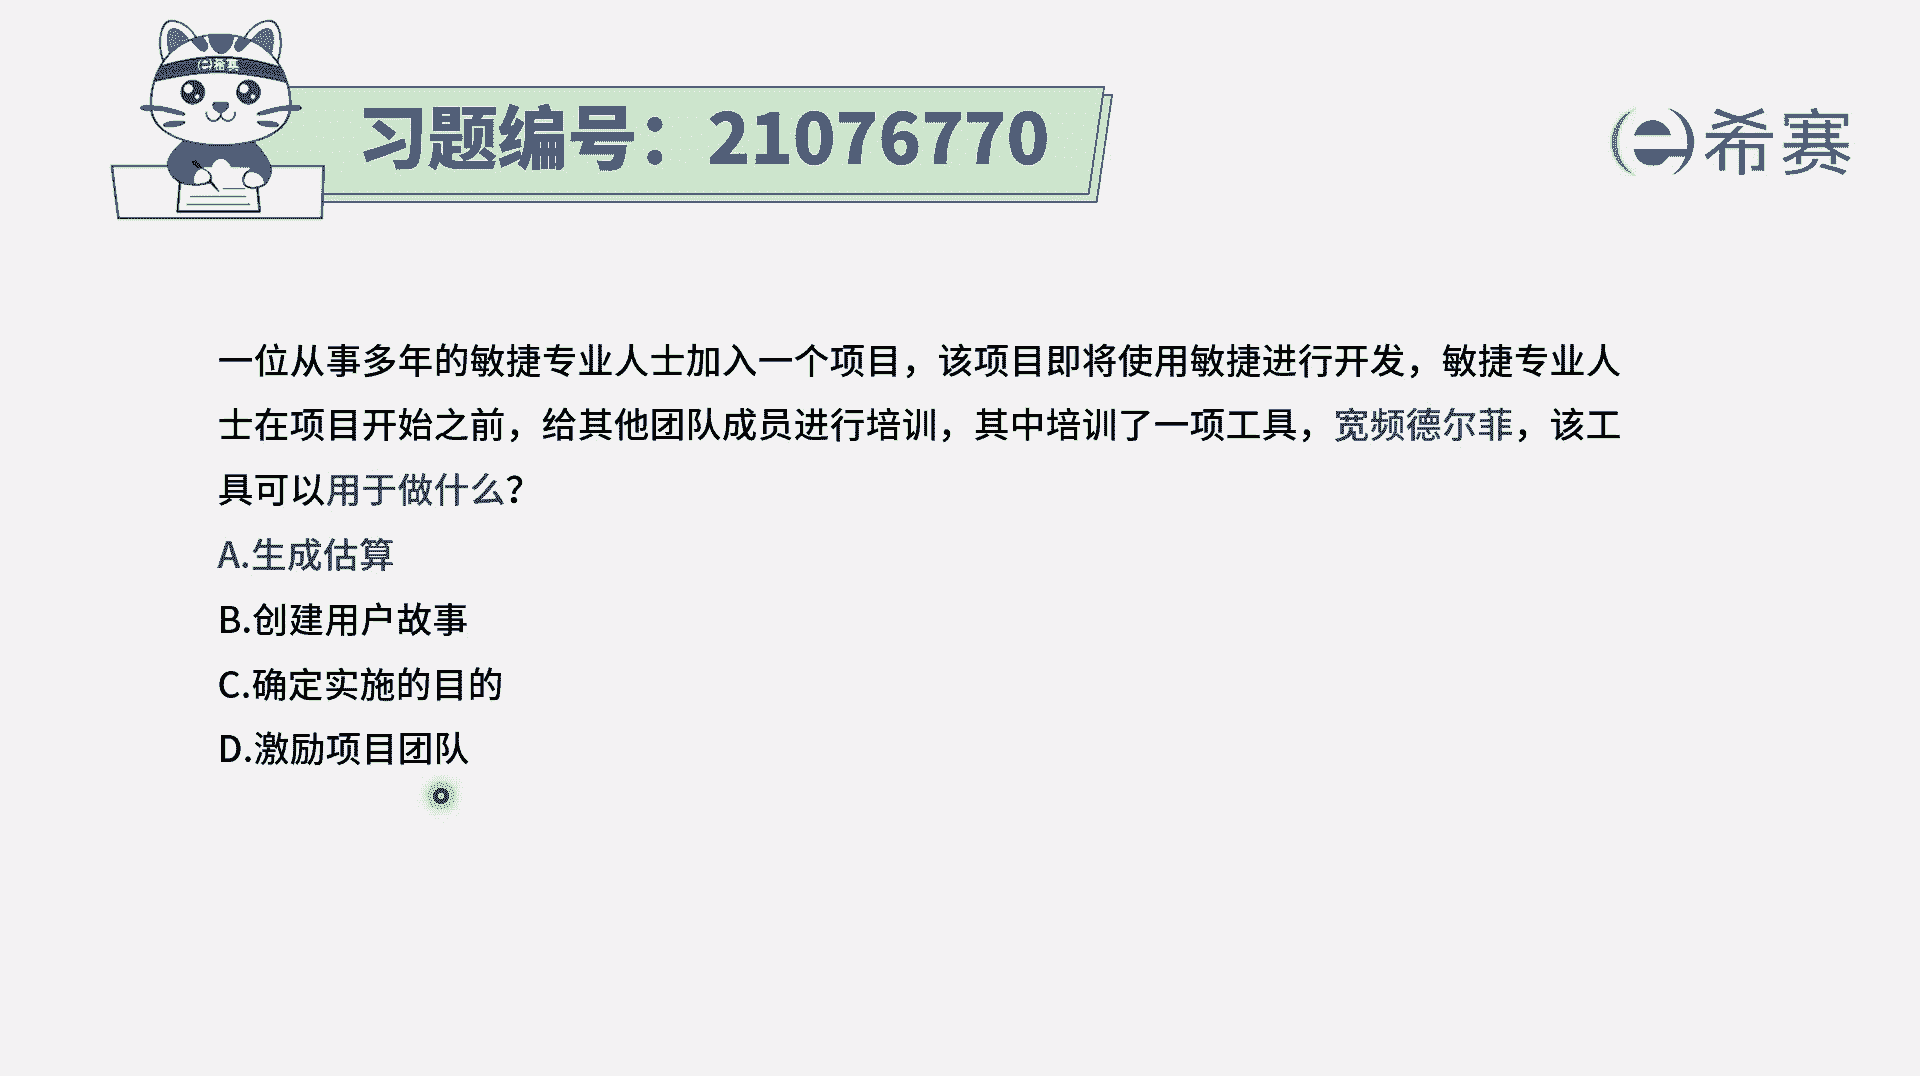 希赛
习题编号：21076770
希赛
一位从事多年的敏捷专业人士加入一个项目，该项目即将使用敏捷进行开发，敏捷专业人
士在项目开始之前，给其他团队成员进行培训，其中培训了一项工具，宽频德尔菲，该工
具可以用于做什么？
A.生成估算
B.创建用户故事
C.确定实施的目的
D.激励项目团队